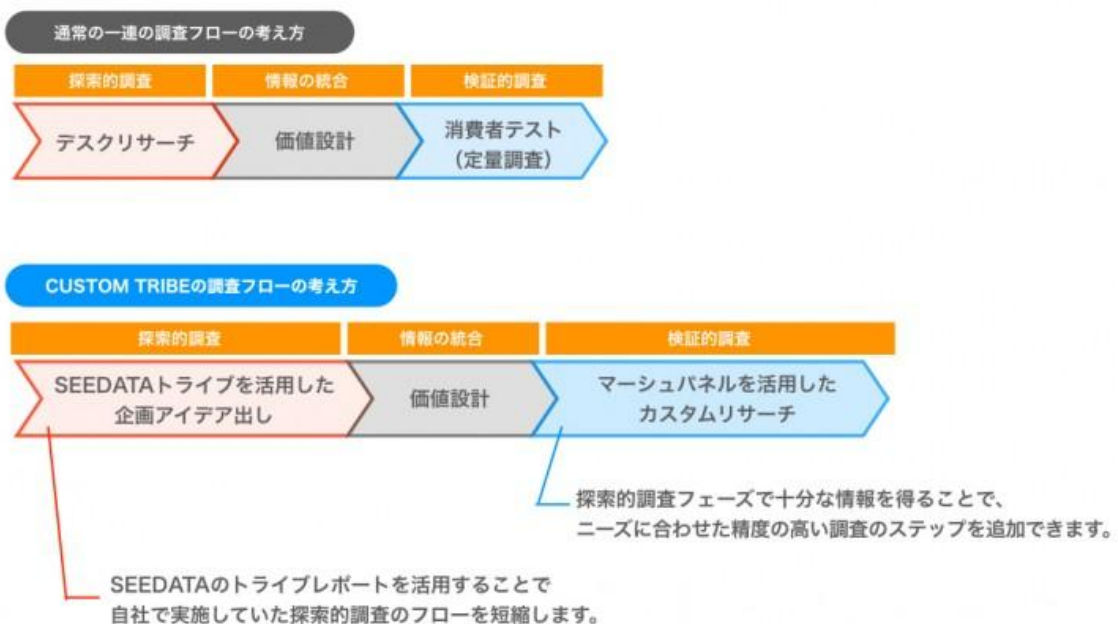 通常の一連の調査フローの考え方
探索的調査
情報の統合
検証的調査
デスクリサーチ
価値設計
消費者テスト
(定量調査)
CUSTOM TRIBEの調査フローの考え方
探索的調査
情報の統合
検証的調査
SEEDATAトライブを活用した
企画アイデア出し
価値設計
マーシュパネルを活用した
カスタムリサーチ
探索的調査フェーズで十分な情報を得ることで、
ニーズに合わせた精度の高い調査のステップを追加できます。
SEEDATAのトライブレポートを活用することで
自社で実施していた探索的調査のフローを短縮します。